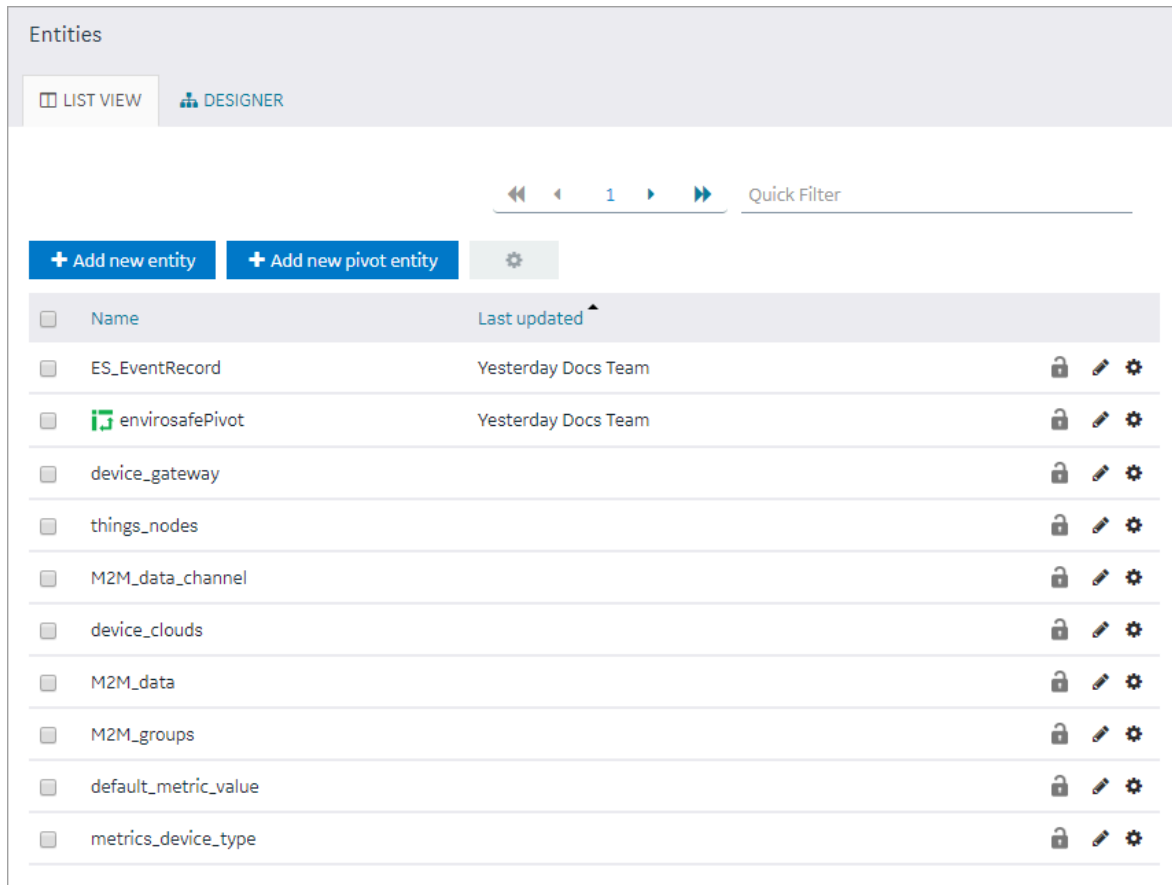 Entities
LIST VIEW DESIGNER
1 Quick Filter
Add new entity Add new pivot entity
Name Last updated
ES_EventRecord Yesterday Docs Team
envirosafePivot Yesterday Docs Team
device_gateway
things_nodes
M2M_data_channel
device_clouds
M2M_data
M2M_groups
default_metric_value
metrics_device_type